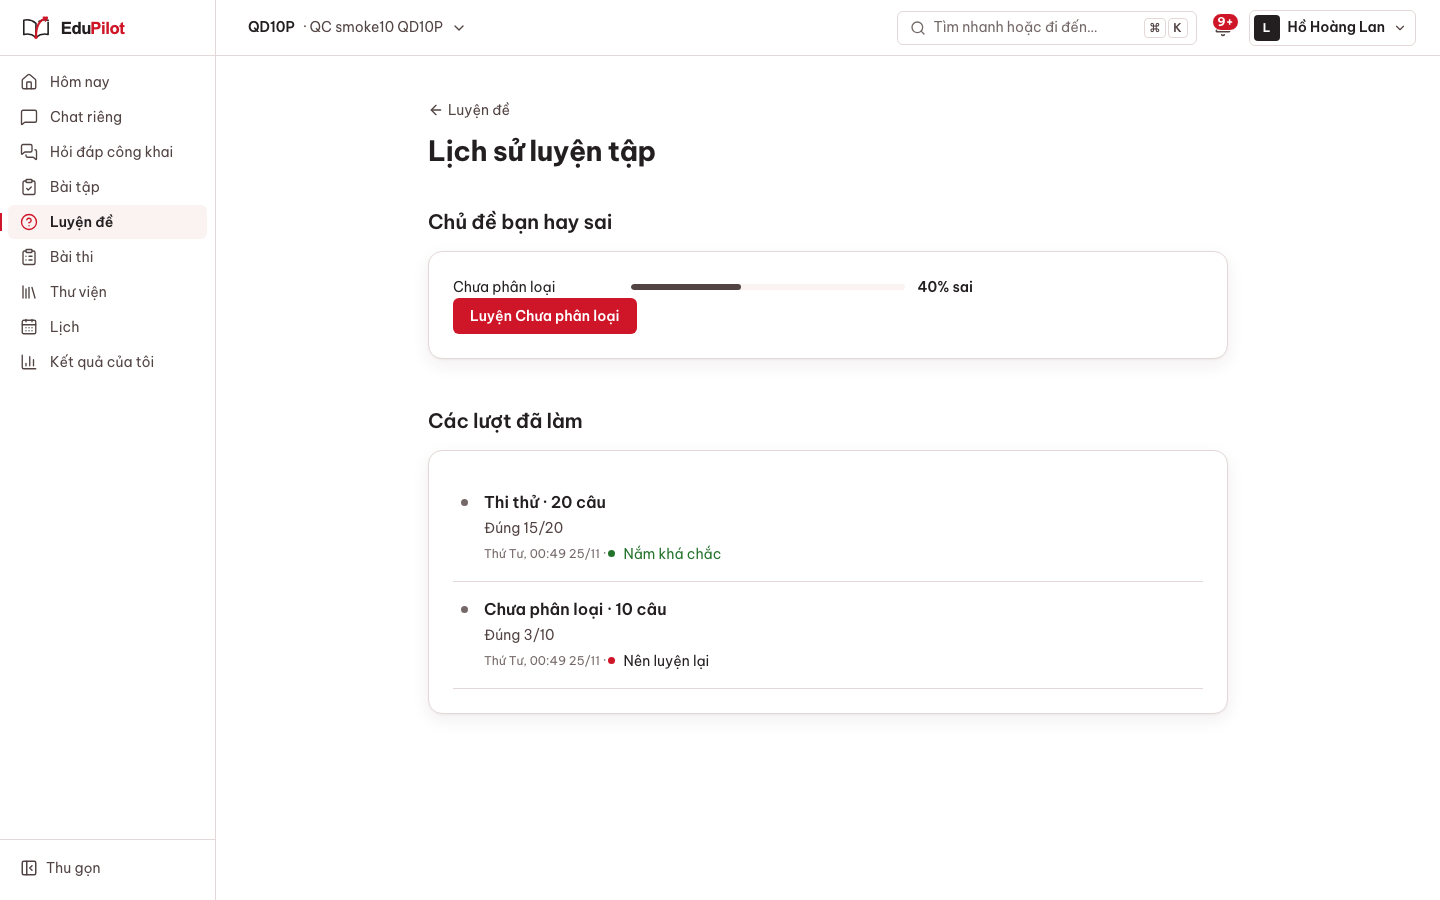 EduPilot
QD10P · QC smoke10 QD10P
Tìm nhanh hoặc đi đến... ⌘ K
9+
L Hồ Hoàng Lan
Hôm nay
Chat riêng
Hỏi đáp công khai
Bài tập
Luyện đề
Bài thi
Thư viện
Lịch
Kết quả của tôi
Thu gọn
Luyện đề
Lịch sử luyện tập
Chủ đề bạn hay sai
Chưa phân loại 40% sai
Luyện Chưa phân loại
Các lượt đã làm
Thi thử · 20 câu
Đúng 15/20
Thứ Tư, 00:49 25/11 · Nắm khá chắc
Chưa phân loại · 10 câu
Đúng 3/10
Thứ Tư, 00:49 25/11 · Nên luyện lại